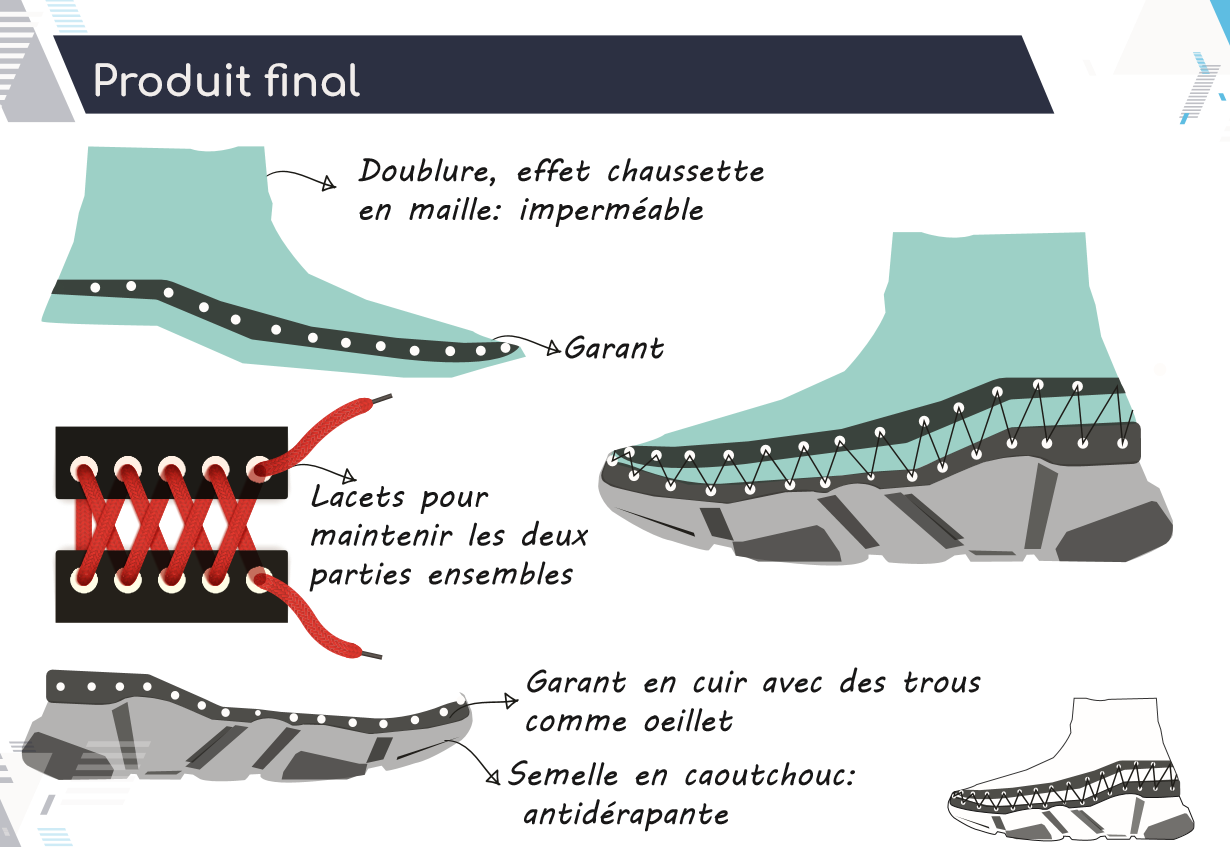 Produit final
Doublure, effet chaussette
en maille: imperméable
Garant
Lacets pour
maintenir les deux
parties ensembles
Garant en cuir avec des trous
comme oeillet
Semelle en caoutchouc:
antidérapante